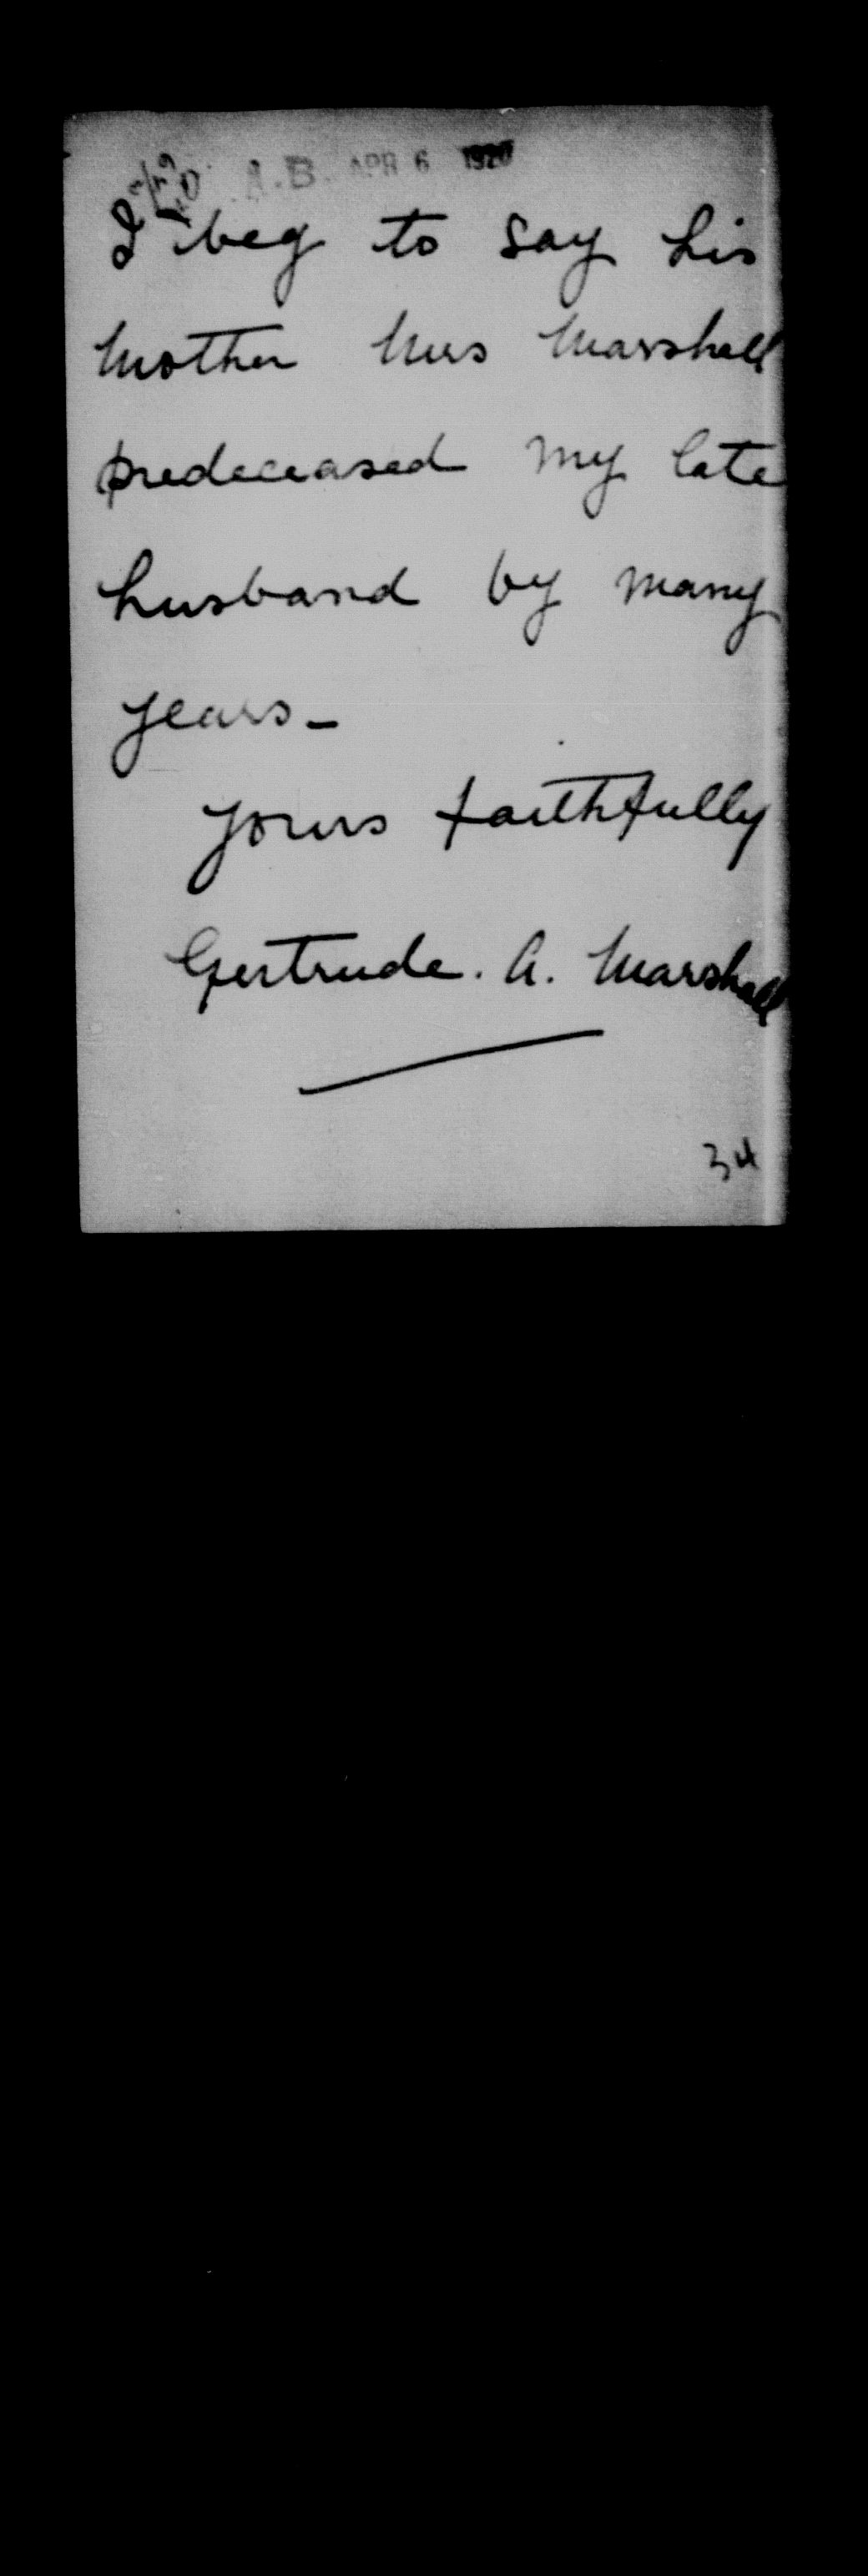 A.B. APR 6 1920
I beg to say his
Mother Mrs Marshall
predeceased my late
husband by many
years -
Yours faithfully
Gertrude. A. Marshall
34